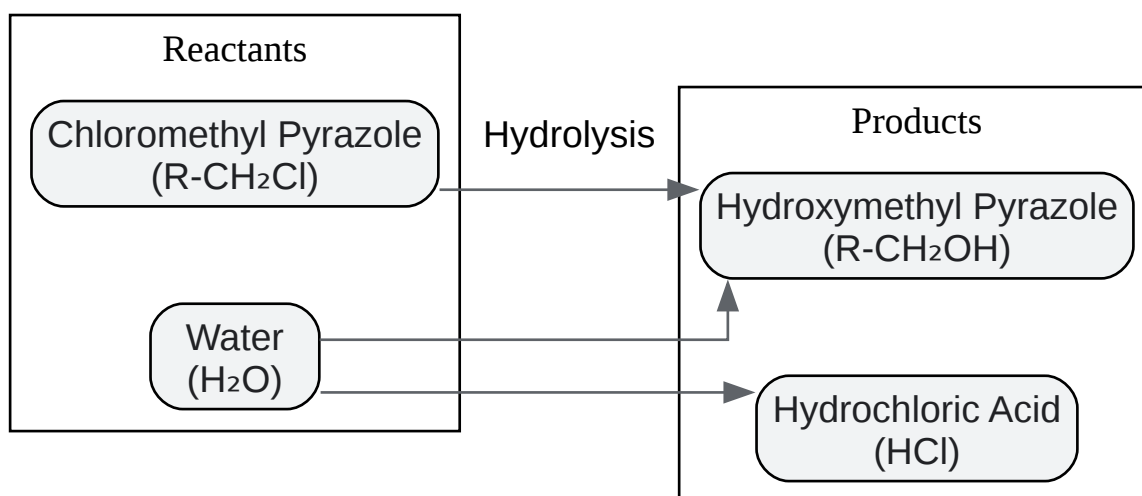 Reactants
Chloromethyl Pyrazole
(R-CH₂Cl)
Water
(H₂O)
Hydrolysis
Products
Hydroxymethyl Pyrazole
(R-CH₂OH)
Hydrochloric Acid
(HCl)